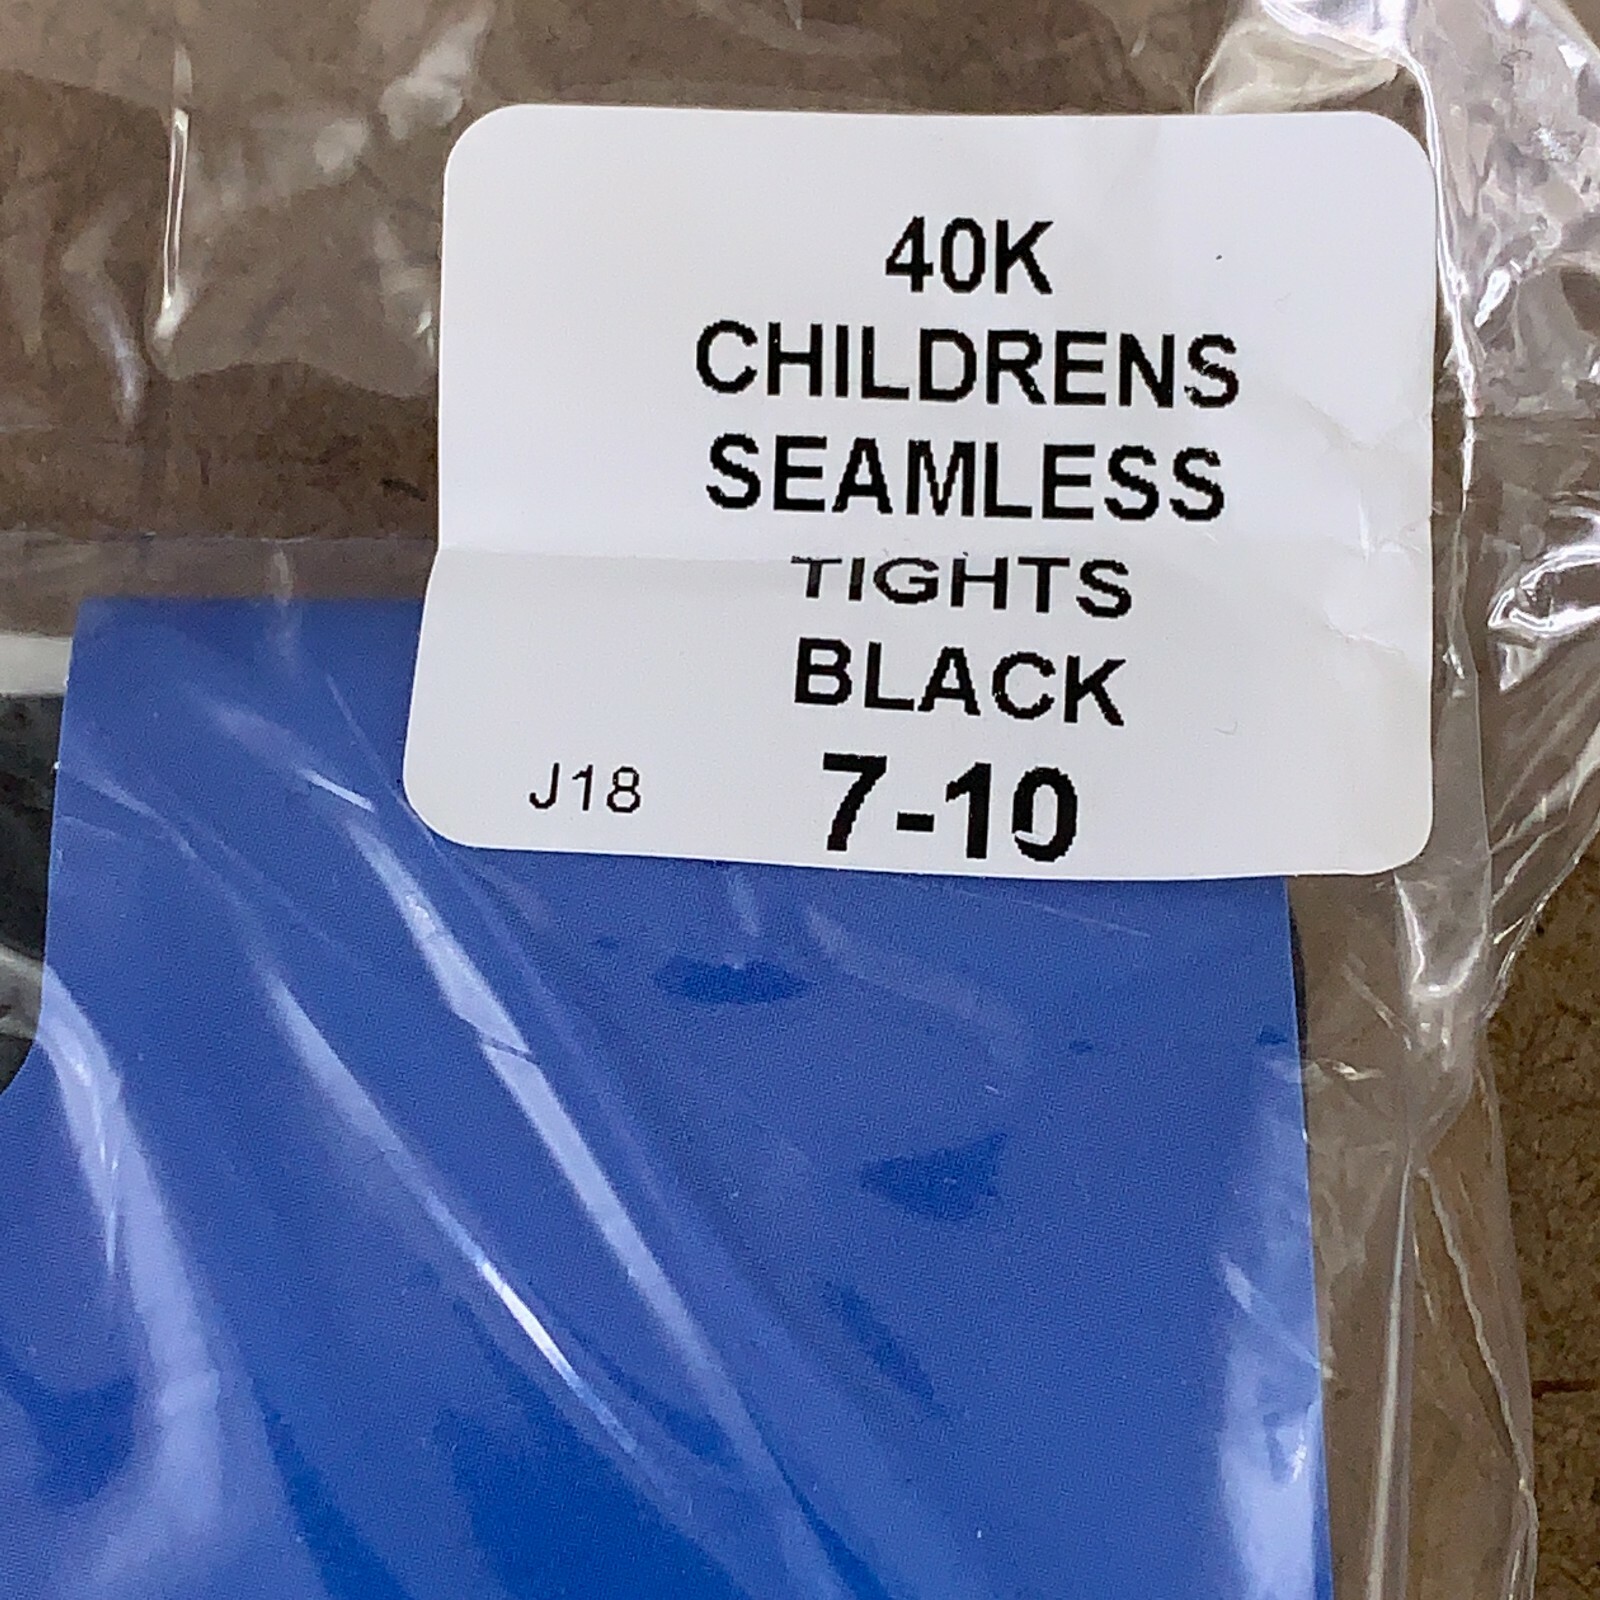 40K
CHILDRENS
SEAMLESS
TIGHTS
BLACK
J18 7-10